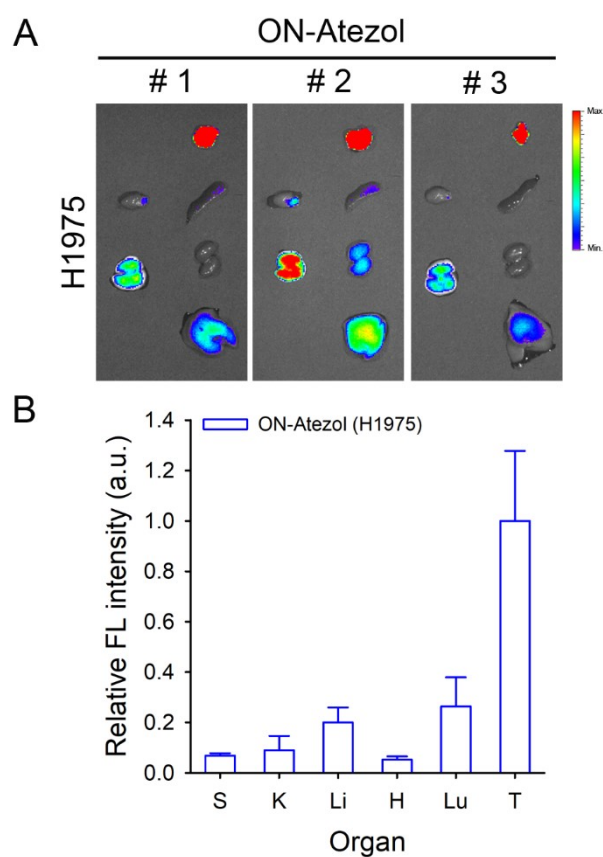 A
ON-Atezol
# 1 # 2 # 3
H1975
Max
Min.
B
Relative FL intensity (a.u.)
ON-Atezol (H1975)
1.4
1.2
1.0
0.8
0.6
0.4
0.2
0.0
S K Li H Lu T
Organ